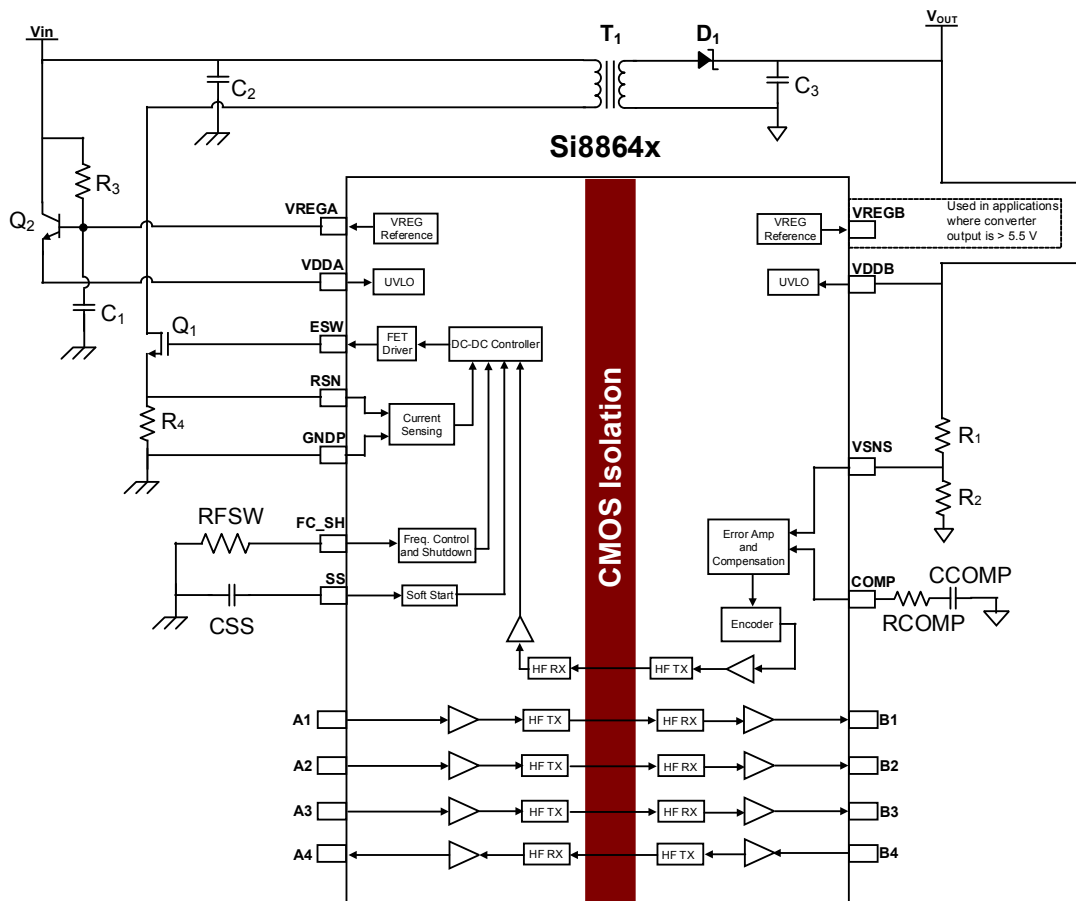 Vin
VOUT
T1
D1
C2
C3
Si8864x
R3
Q2
VREGA
VREG
Reference
VREG
Reference
VREGB
Used in applications
where converter
output is > 5.5 V
VDDA
UVLO
UVLO
VDDB
C1
Q1
ESW
FET
Driver
DC-DC Controller
RSN
Current
Sensing
R4
GNDP
CMOS Isolation
R1
VSNS
R2
RFSW
FC_SH
Freq. Control
and Shutdown
Error Amp
and
Compensation
SS
Soft Start
CSS
COMP
CCOMP
RCOMP
Encoder
HF RX
HF TX
A1
HF TX
HF RX
B1
A2
HF TX
HF RX
B2
A3
HF TX
HF RX
B3
A4
HF RX
HF TX
B4